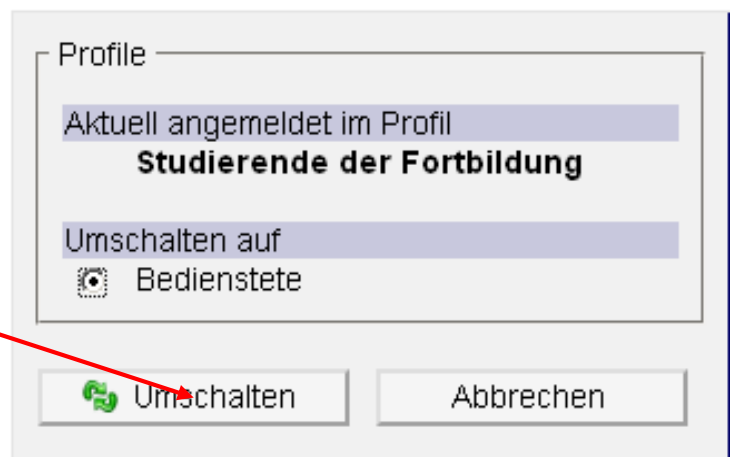 Profile
Aktuell angemeldet im Profil
Studierende der Fortbildung
Umschalten auf
Bedienstete
Umschalten
Abbrechen